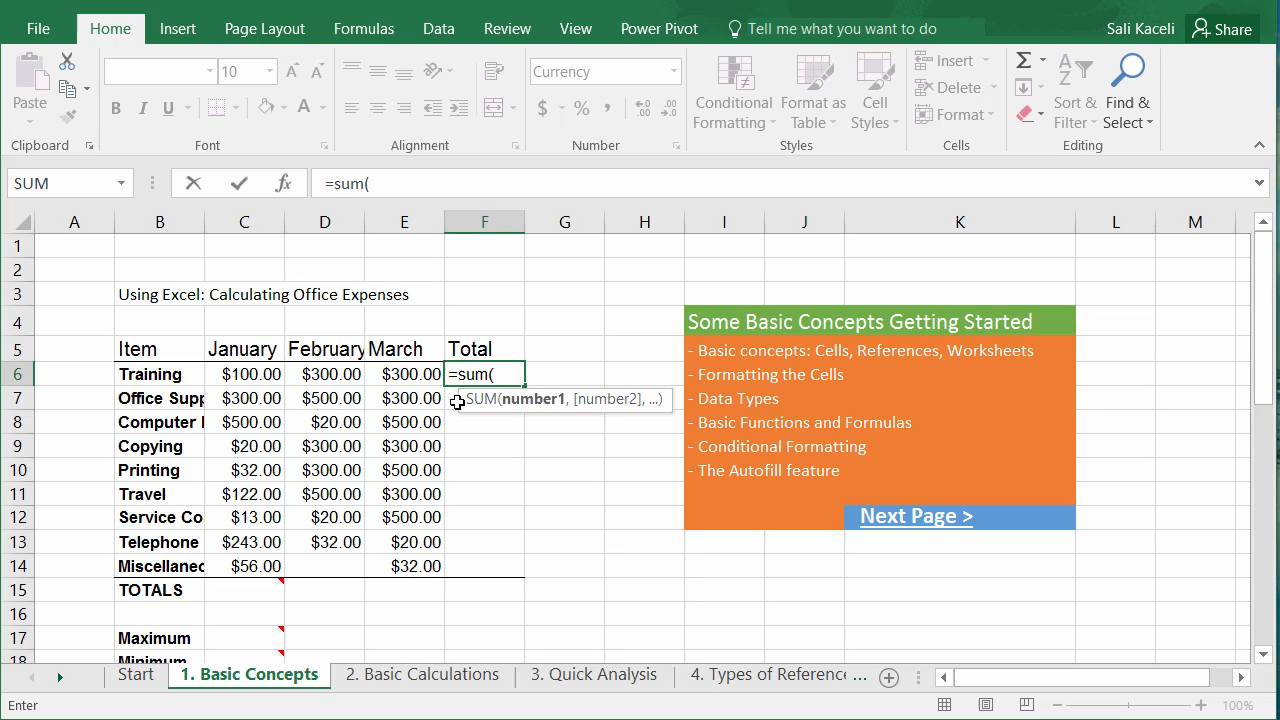 File Home Insert Page Layout Formulas Data Review View Power Pivot Tell me what you want to do Sali Kaceli Share
Paste
Clipboard
10
B I U A
Font
Alignment
Currency
$ % ,
Number
Conditional Formatting
Format as Table
Cell Styles
Styles
Insert
Delete
Format
Cells
Σ
Sort & Filter
Find & Select
Editing
SUM fx =sum(
A B C D E F G H I J K L M
1
2
3 Using Excel: Calculating Office Expenses
4 Some Basic Concepts Getting Started
5 Item January February March Total - Basic concepts: Cells, References, Worksheets
6 Training $100.00 $300.00 $300.00 =sum( - Formatting the Cells
7 Office Supp $300.00 $500.00 $300.00 SUM(number1, [number2], ...) - Data Types
8 Computer $500.00 $20.00 $500.00 - Basic Functions and Formulas
9 Copying $20.00 $300.00 $300.00 - Conditional Formatting
10 Printing $32.00 $300.00 $500.00 - The Autofill feature
11 Travel $122.00 $500.00 $300.00
12 Service Co $13.00 $20.00 $500.00 Next Page >
13 Telephone $243.00 $32.00 $20.00
14 Miscellanec $56.00 $32.00
15 TOTALS
16
17 Maximum
18 Minimum
Start 1. Basic Concepts 2. Basic Calculations 3. Quick Analysis 4. Types of Reference ...
Enter 100%